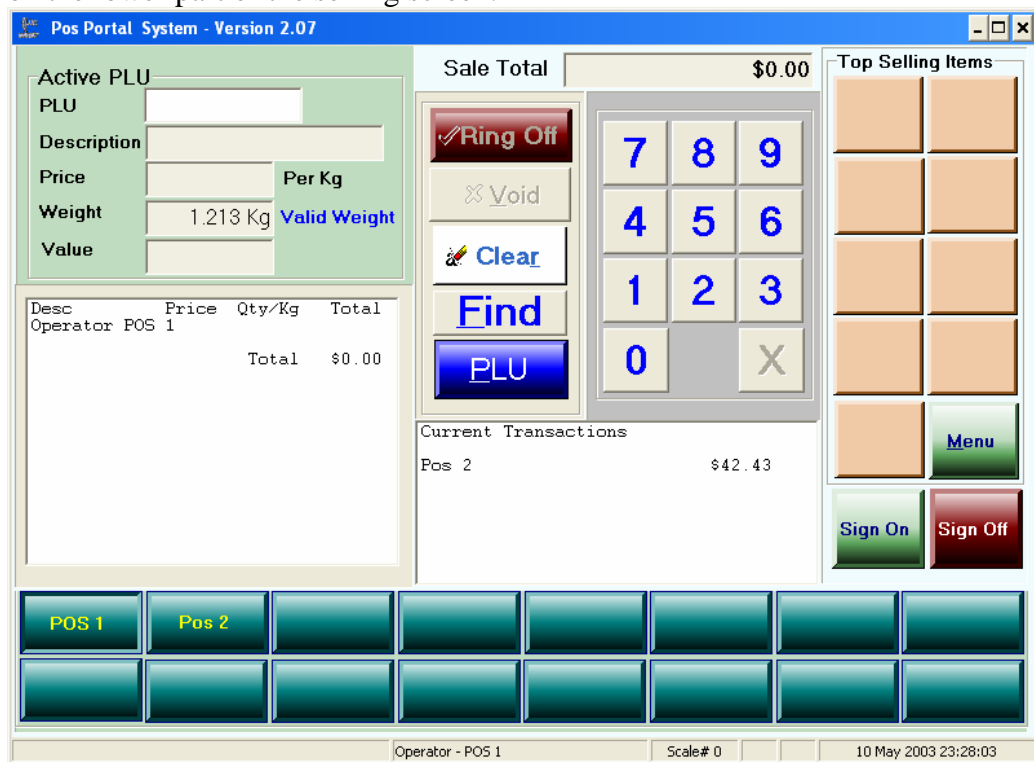 Pos Portal System - Version 2.07
Active PLU
PLU
Description
Price Per Kg
Weight 1.213 Kg Valid Weight
Value
Desc Price Qty/Kg Total
Operator POS 1
Total $0.00
Sale Total $0.00
Ring Off
Void
Clear
Find
PLU
7 8 9
4 5 6
1 2 3
0 X
Current Transactions
Pos 2 $42.43
Top Selling Items
Menu
Sign On Sign Off
POS 1 Pos 2
Operator - POS 1 Scale# 0 10 May 2003 23:28:03